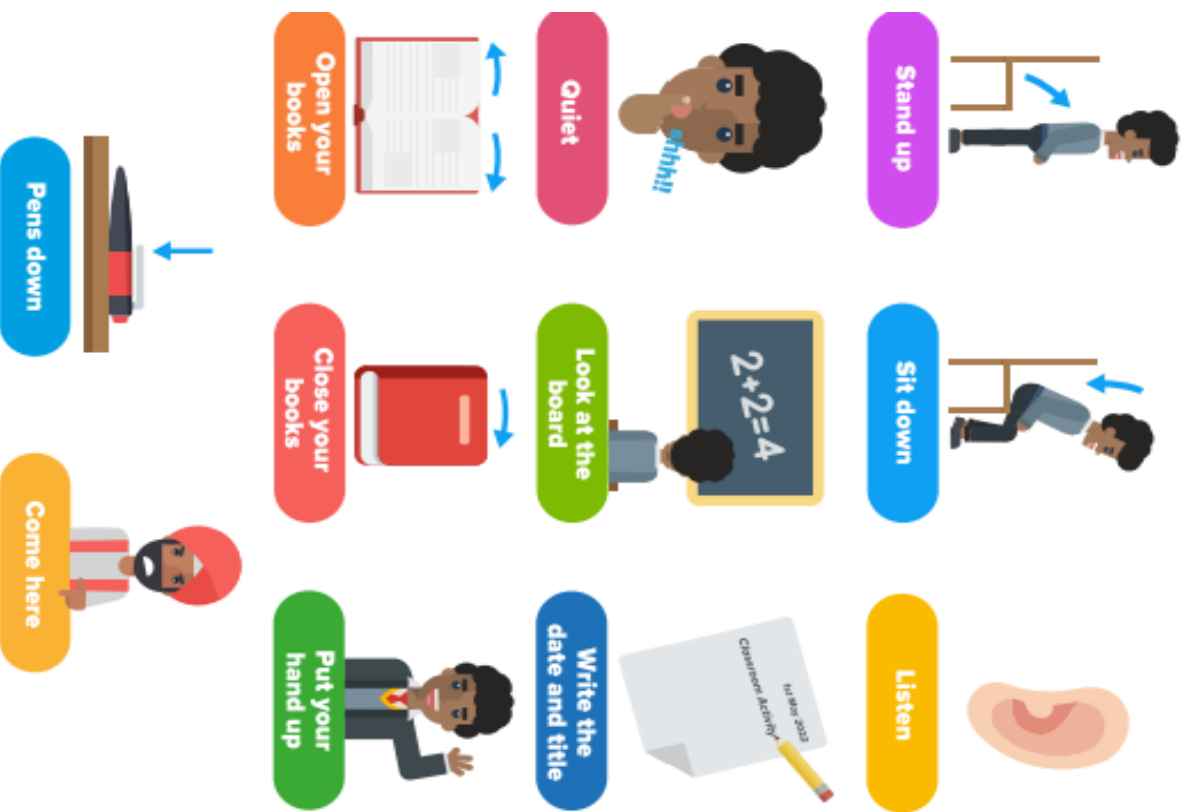 Stand up
Sit down
Listen
shhh!!
2+2=4
1st May 2022
Classroom Activity
Quiet
Look at the
board
Write the
date and title
Open your
books
Close your
books
Put your
hand up
Pens down
Come here